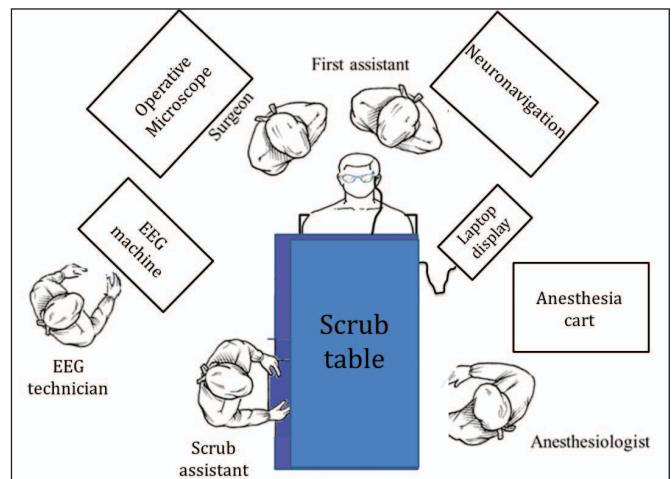 Operative
Microscope
Surgeon
First assistant
Neuronavigation
EEG
machine
Laptop
display
Anesthesia
cart
Scrub
table
EEG
technician
Scrub
assistant
Anesthesiologist